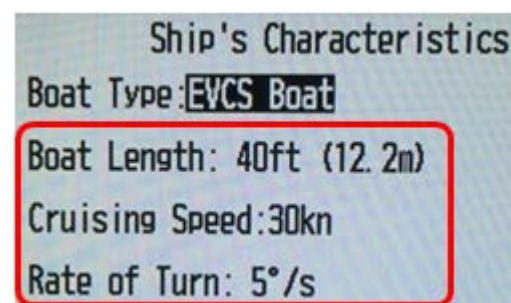 Ship's Characteristics
Boat Type:EVCS Boat
Boat Length: 40ft (12.2m)
Cruising Speed:30kn
Rate of Turn: 5°/s